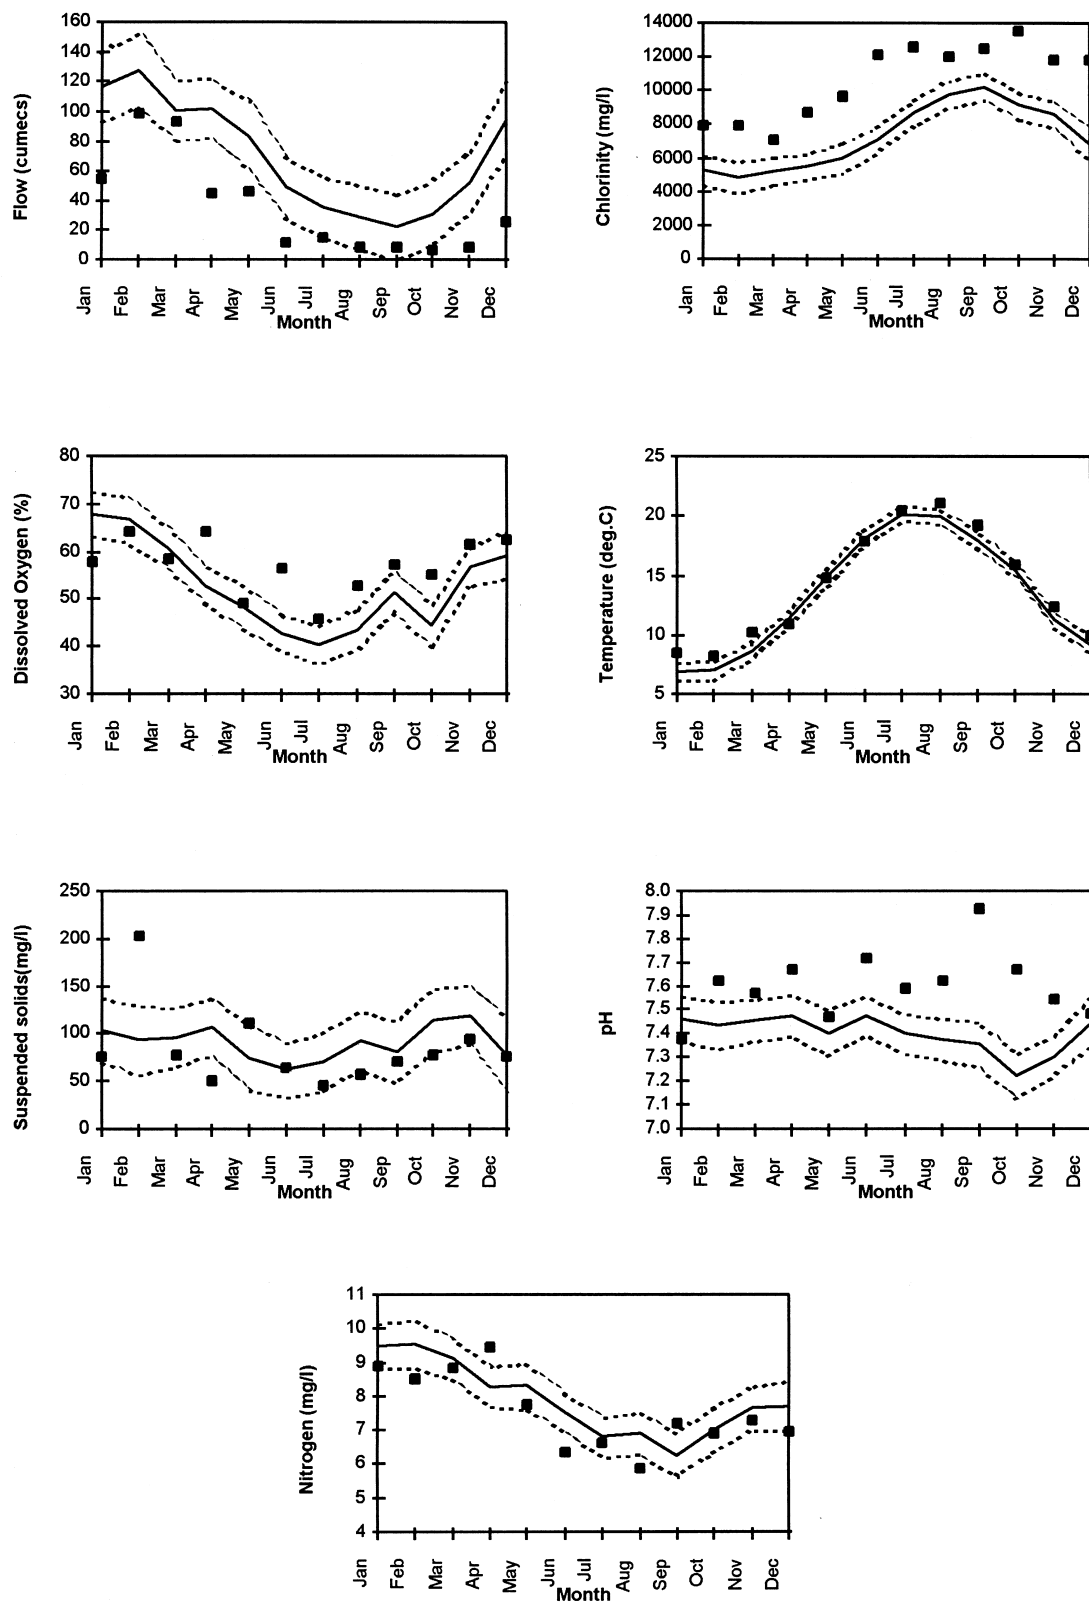 Flow (cumecs)
160
140
120
100
80
60
40
20
0
Jan
Feb
Mar
Apr
May
Jun
Jul
Aug
Sep
Oct
Nov
Dec
Month
Chlorinity (mg/l)
14000
12000
10000
8000
6000
4000
2000
0
Jan
Feb
Mar
Apr
May
Jun
Jul
Aug
Sep
Oct
Nov
Dec
Month
Dissolved Oxygen (%)
80
70
60
50
40
30
Jan
Feb
Mar
Apr
May
Jun
Jul
Aug
Sep
Oct
Nov
Dec
Month
Temperature (deg.C)
25
20
15
10
5
Jan
Feb
Mar
Apr
May
Jun
Jul
Aug
Sep
Oct
Nov
Dec
Month
Suspended solids(mg/l)
250
200
150
100
50
0
Jan
Feb
Mar
Apr
May
Jun
Jul
Aug
Sep
Oct
Nov
Dec
Month
pH
8.0
7.9
7.8
7.7
7.6
7.5
7.4
7.3
7.2
7.1
7.0
Jan
Feb
Mar
Apr
May
Jun
Jul
Aug
Sep
Oct
Nov
Dec
Month
Nitrogen (mg/l)
11
10
9
8
7
6
5
4
Jan
Feb
Mar
Apr
May
Jun
Jul
Aug
Sep
Oct
Nov
Dec
Month